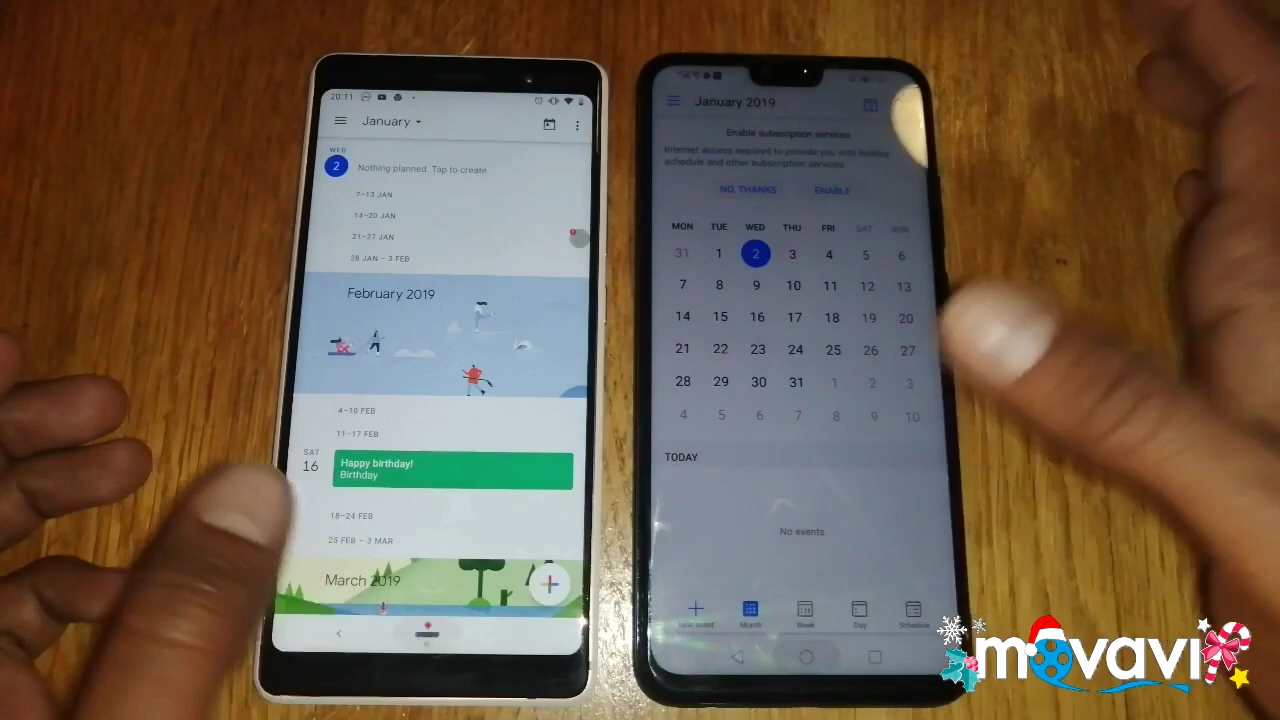 20.11
January
WED
2
Nothing planned. Tap to create
7–13 JAN
14–20 JAN
21–27 JAN
28 JAN – 3 FEB
February 2019
4–10 FEB
11–17 FEB
SAT
16
Happy birthday!
Birthday
18–24 FEB
25 FEB – 3 MAR
March 2019
January 2019
Enable subscription services
Internet access required to provide you with holiday
schedule and other subscription services.
NO, THANKS ENABLE
MON TUE WED THU FRI SAT SUN
31 1 2 3 4 5 6
7 8 9 10 11 12 13
14 15 16 17 18 19 20
21 22 23 24 25 26 27
28 29 30 31 1 2 3
4 5 6 7 8 9 10
TODAY
No events
New event Month Week Day Schedule
movavi